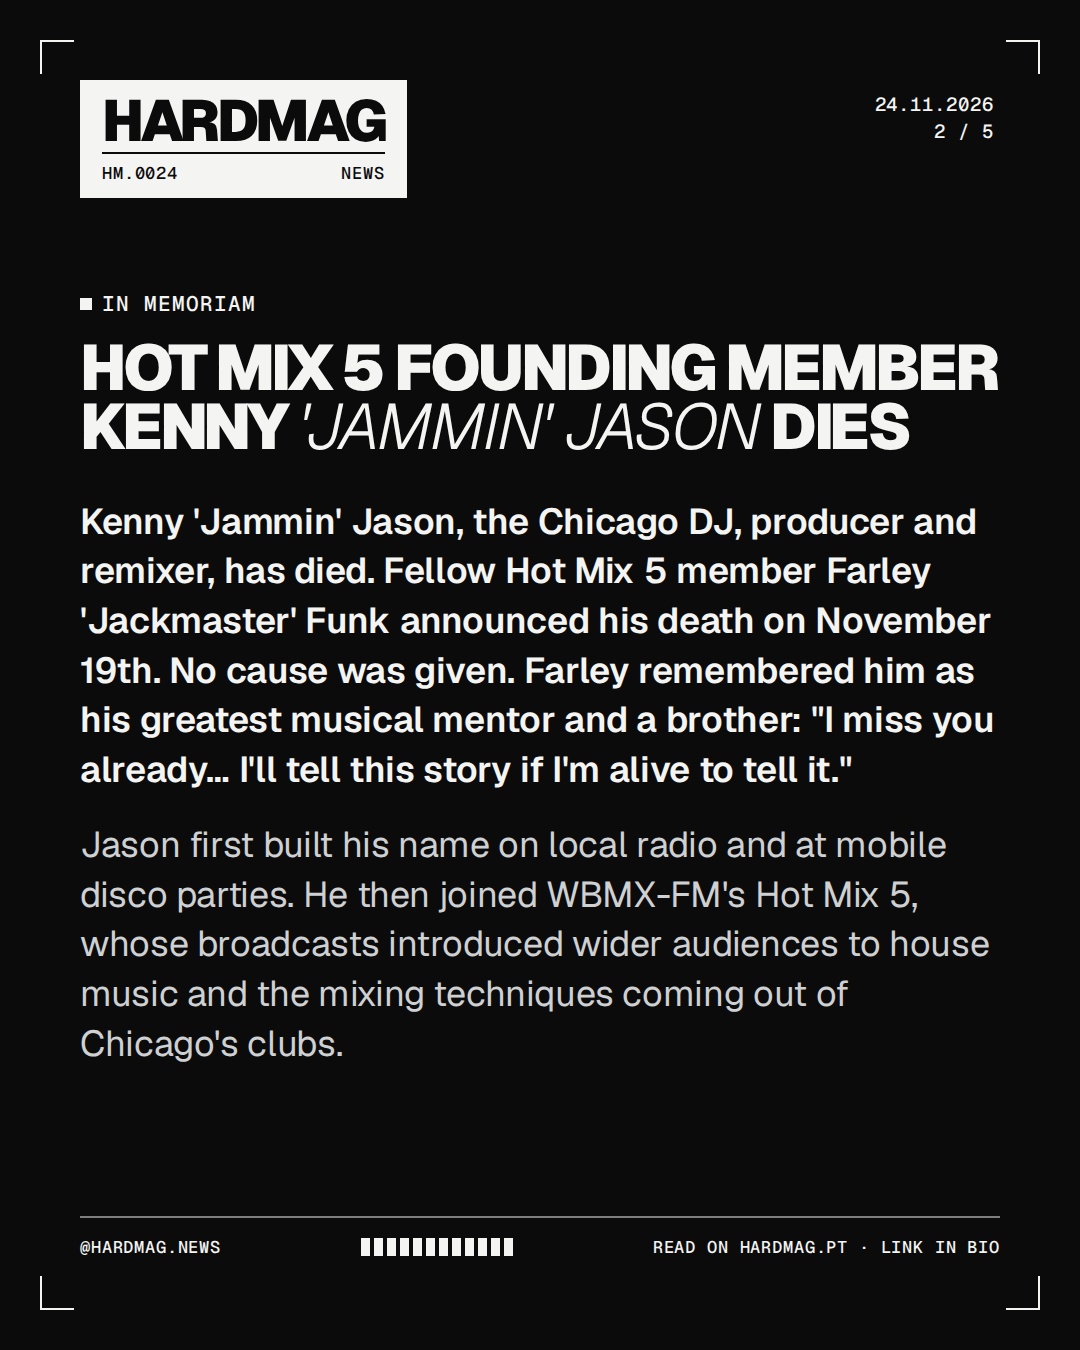 HARDMAG
HM.0024 NEWS
24.11.2026
2 / 5
IN MEMORIAM
HOT MIX 5 FOUNDING MEMBER
KENNY 'JAMMIN' JASON DIES
Kenny 'Jammin' Jason, the Chicago DJ, producer and
remixer, has died. Fellow Hot Mix 5 member Farley
'Jackmaster' Funk announced his death on November
19th. No cause was given. Farley remembered him as
his greatest musical mentor and a brother: "I miss you
already... I'll tell this story if I'm alive to tell it."
Jason first built his name on local radio and at mobile
disco parties. He then joined WBMX-FM's Hot Mix 5,
whose broadcasts introduced wider audiences to house
music and the mixing techniques coming out of
Chicago's clubs.
@HARDMAG.NEWS
READ ON HARDMAG.PT · LINK IN BIO